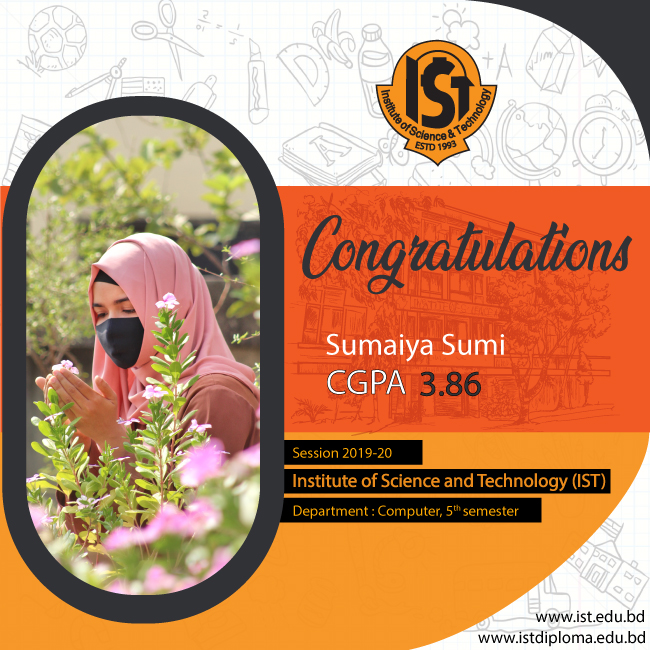 IST
Institute of Science & Technology
ESTD 1993
Congratulations
Sumaiya Sumi
CGPA 3.86
Session 2019-20
Institute of Science and Technology (IST)
Department : Computer, 5th semester
www.ist.edu.bd
www.istdiploma.edu.bd